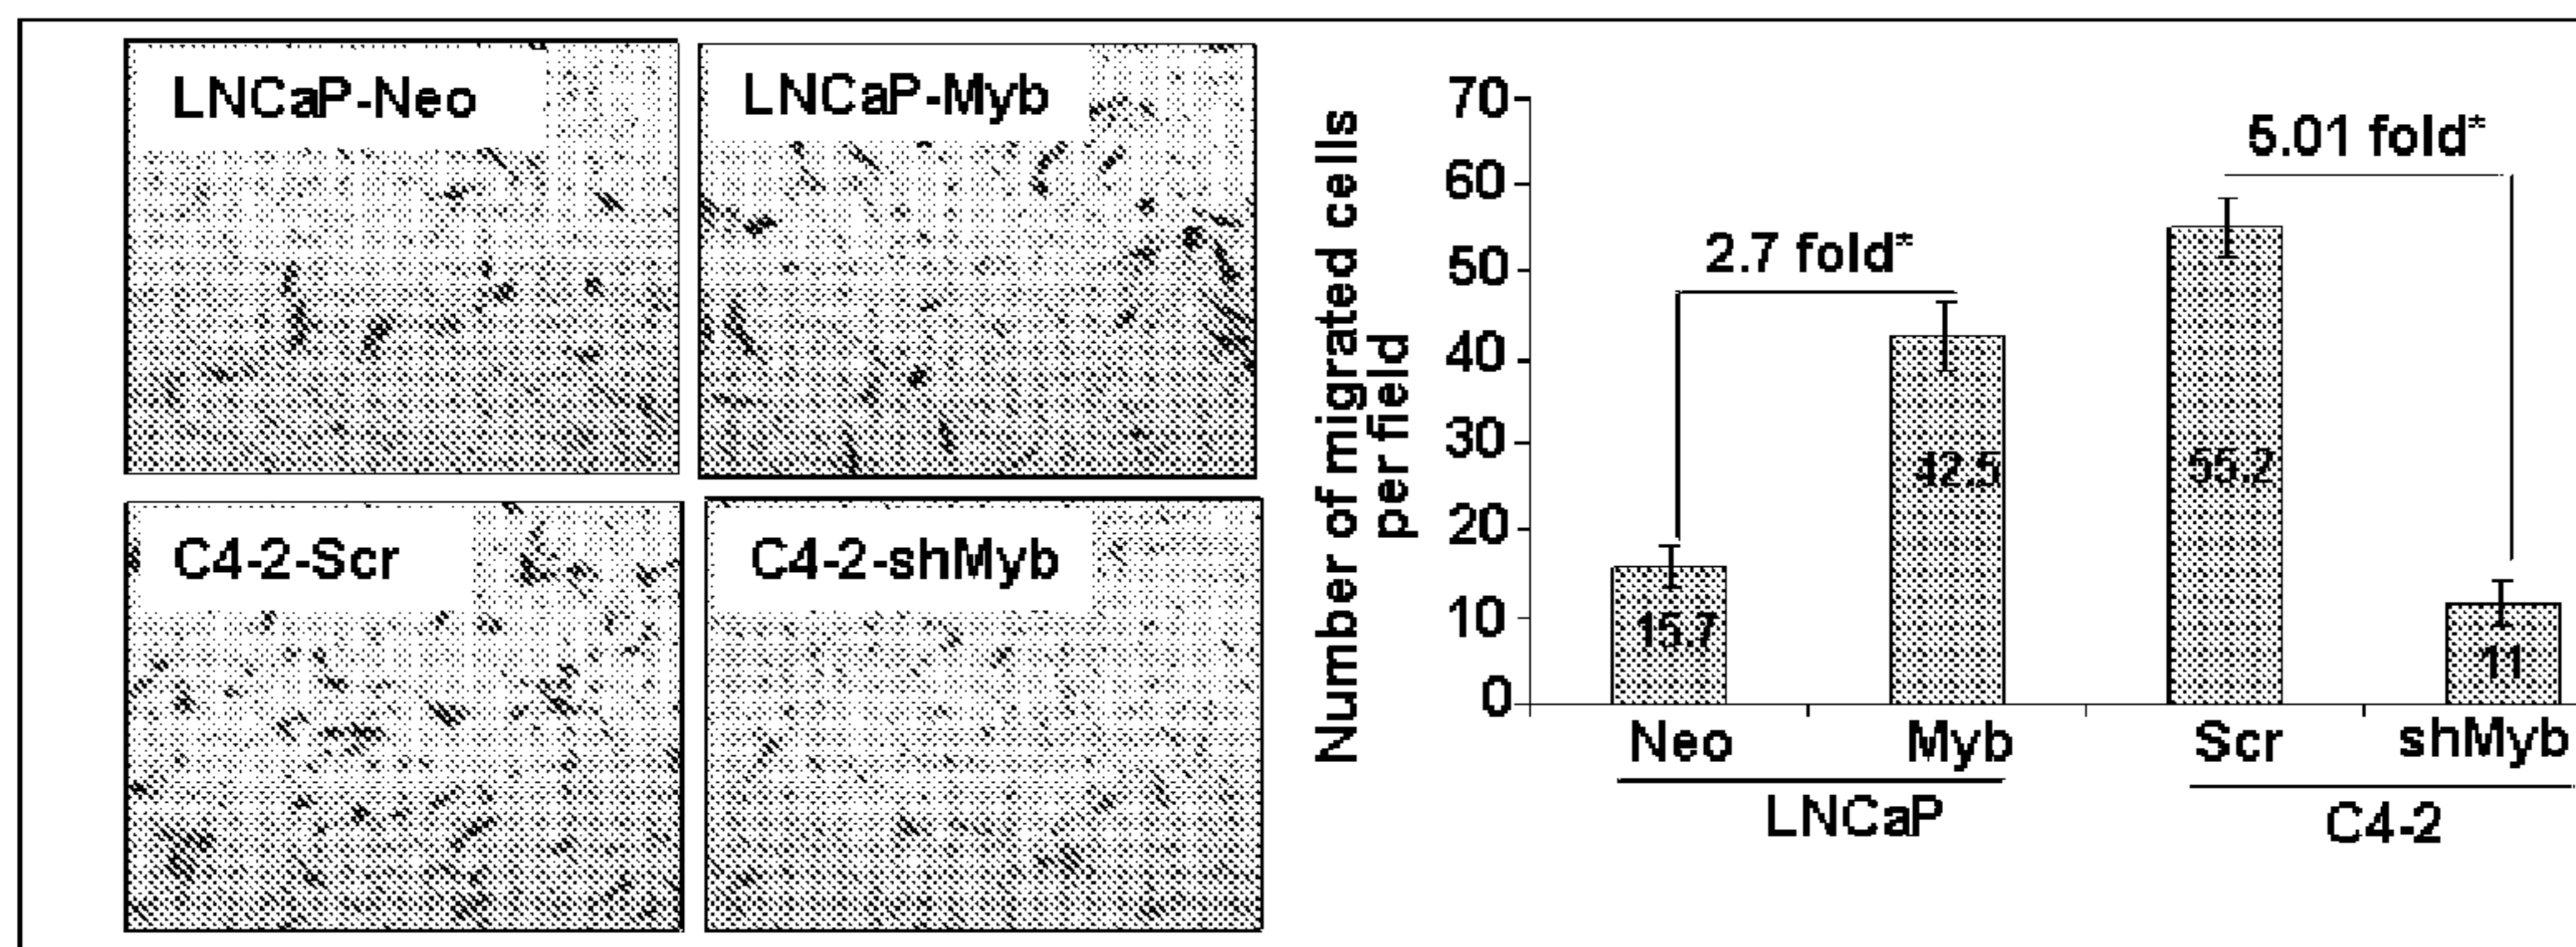 LNCaP-Neo
LNCaP-Myb
C4-2-Scr
C4-2-shMyb
Number of migrated cells
per field
70
60
50
40
30
20
10
0
2.7 fold*
5.01 fold*
15.7
42.5
55.2
11
Neo
Myb
Scr
shMyb
LNCaP
C4-2